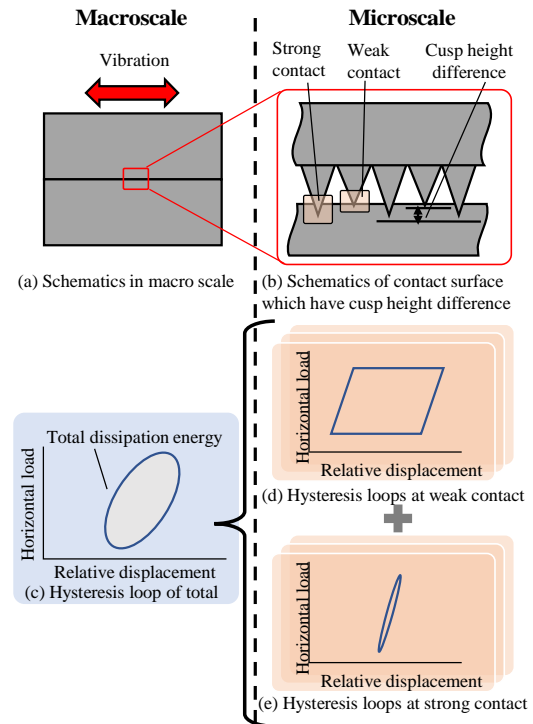 Macroscale
Microscale
Vibration
Strong
contact
Weak
contact
Cusp height
difference
(a) Schematics in macro scale
(b) Schematics of contact surface
which have cusp height difference
Total dissipation energy
Horizontal load
Relative displacement
(c) Hysteresis loop of total
Horizontal load
Relative displacement
(d) Hysteresis loops at weak contact
Horizontal load
Relative displacement
(e) Hysteresis loops at strong contact